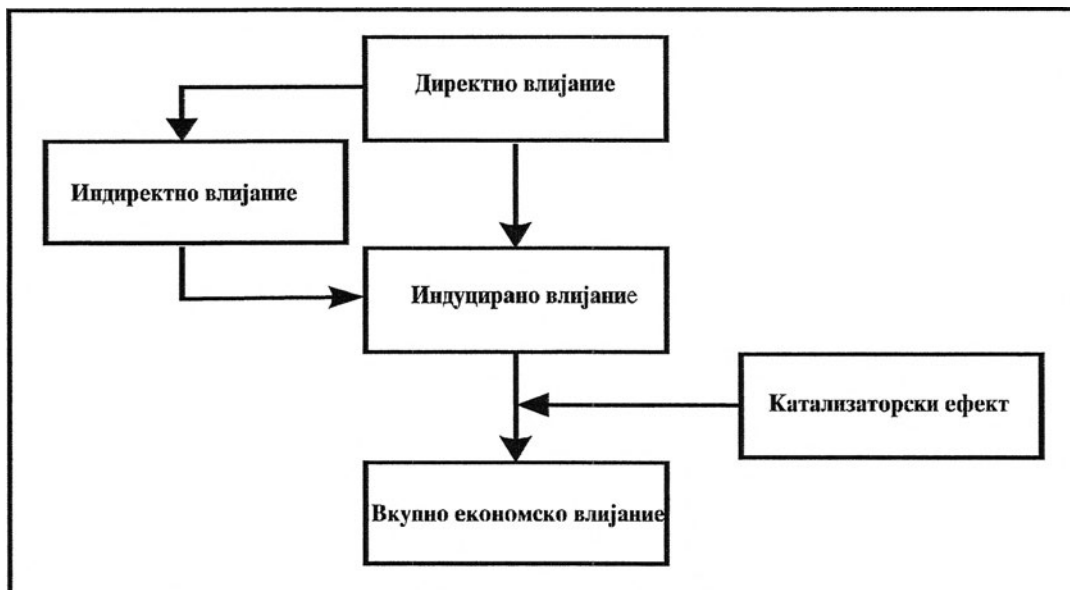 Директно влијание
Индиректно влијание
Индуцирано влијание
Катализаторски ефект
Вкупно економско влијание